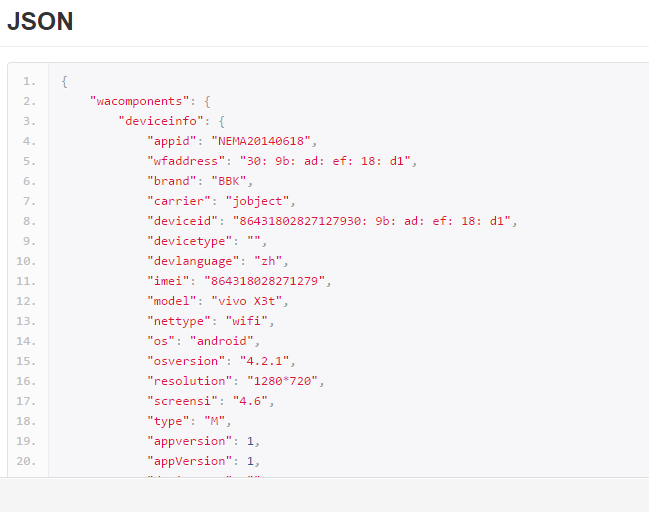 JSON
1. {
2. "wacomponents": {
3. "deviceinfo": {
4. "appid": "NEMA20140618",
5. "wfaddress": "30: 9b: ad: ef: 18: d1",
6. "brand": "BBK",
7. "carrier": "jobject",
8. "deviceid": "86431802827127930: 9b: ad: ef: 18: d1",
9. "devicetype": "",
10. "devlanguage": "zh",
11. "imei": "864318028271279",
12. "model": "vivo X3t",
13. "nettype": "wifi",
14. "os": "android",
15. "osversion": "4.2.1",
16. "resolution": "1280*720",
17. "screensi": "4.6",
18. "type": "M",
19. "appversion": 1,
20. "appVersion": 1,